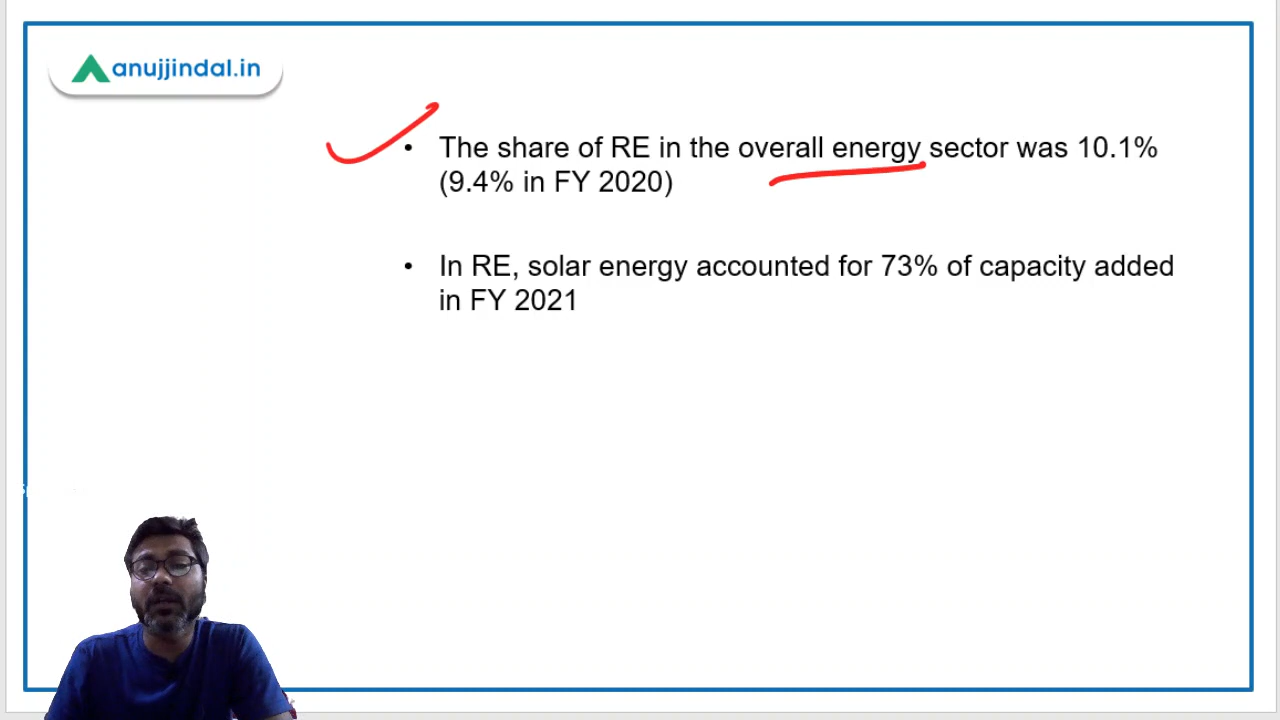 anujjindal.in
• The share of RE in the overall energy sector was 10.1%
(9.4% in FY 2020)
• In RE, solar energy accounted for 73% of capacity added
in FY 2021